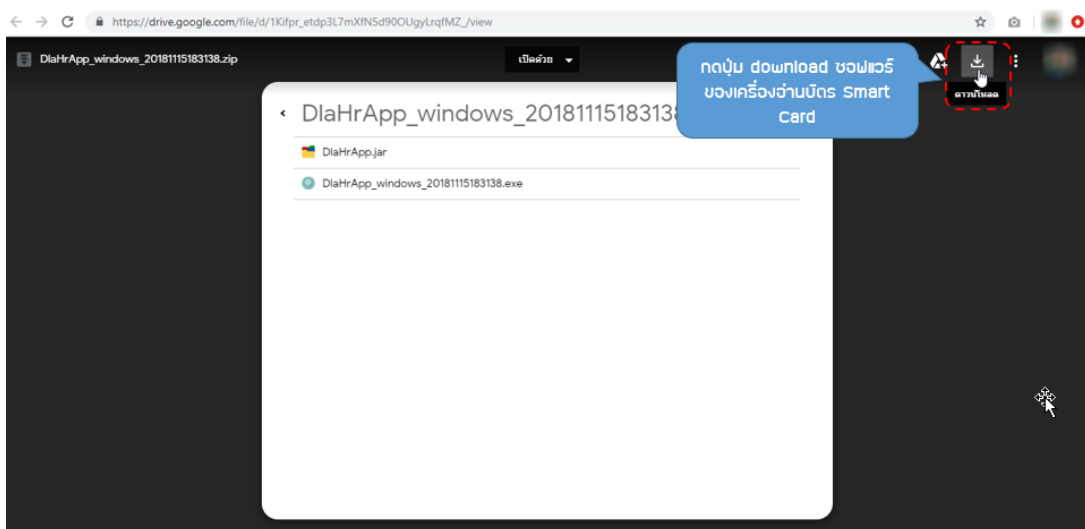 https://drive.google.com/file/d/1Kifpr_etdp3L7mXfN5d90OUgyLrqfMZ_/view
DlaHrApp_windows_20181115183138.zip
เปิดด้วย
กดปุ่ม download ซอฟแวร์
ของเครื่องอ่านบัตร Smart
Card
ดาวน์โหลด
DlaHrApp_windows_2018111518313
DlaHrApp.jar
DlaHrApp_windows_20181115183138.exe